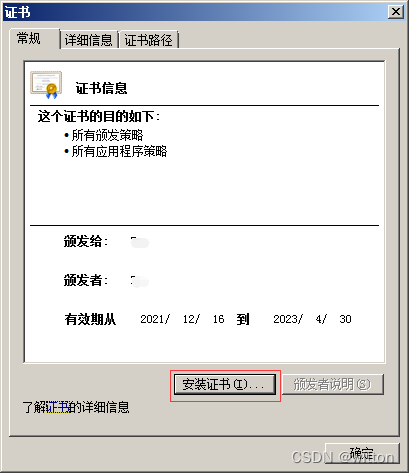 证书
常规 详细信息 证书路径
证书信息
这个证书的目的如下:
• 所有颁发策略
• 所有应用程序策略
颁发给:
颁发者:
有效期从 2021/ 12/ 16 到 2023/ 4/ 30
安装证书(I)... 颁发者说明(S)
了解证书的详细信息
确定
CSDN